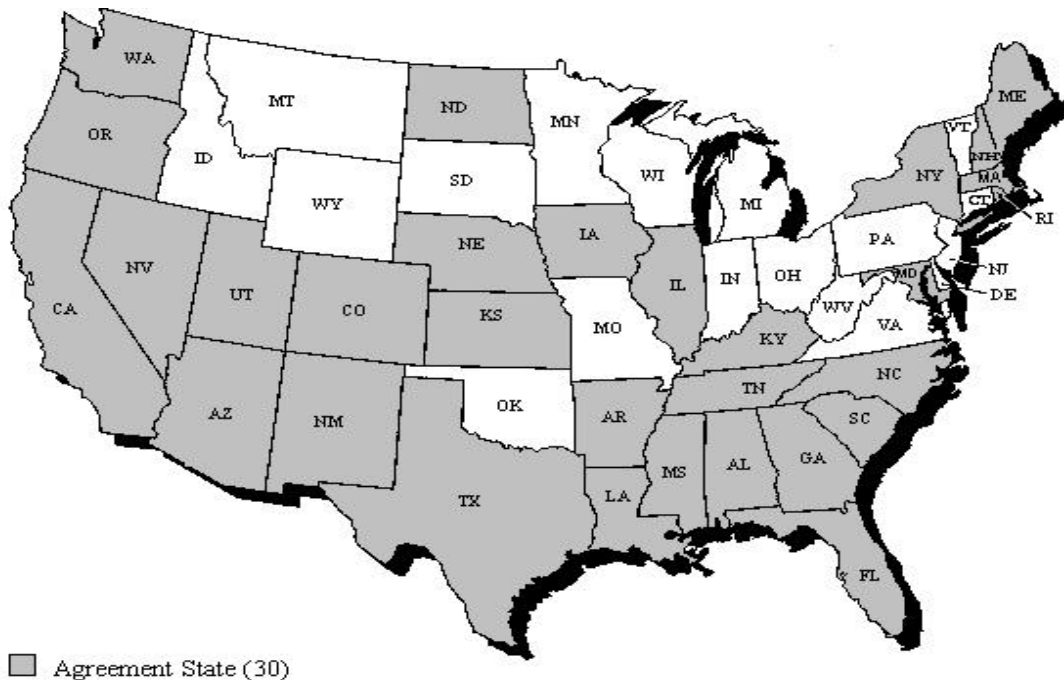 WA
MT
ND
MN
ME
VT
NH
OR
ID
SD
WI
MI
NY
MA
CT
RI
WY
NE
IA
PA
NJ
NV
UT
CO
KS
IL
IN
OH
MD
DE
CA
MO
WV
VA
KY
AZ
NM
OK
AR
TN
NC
SC
TX
LA
MS
AL
GA
FL
Agreement State (30)